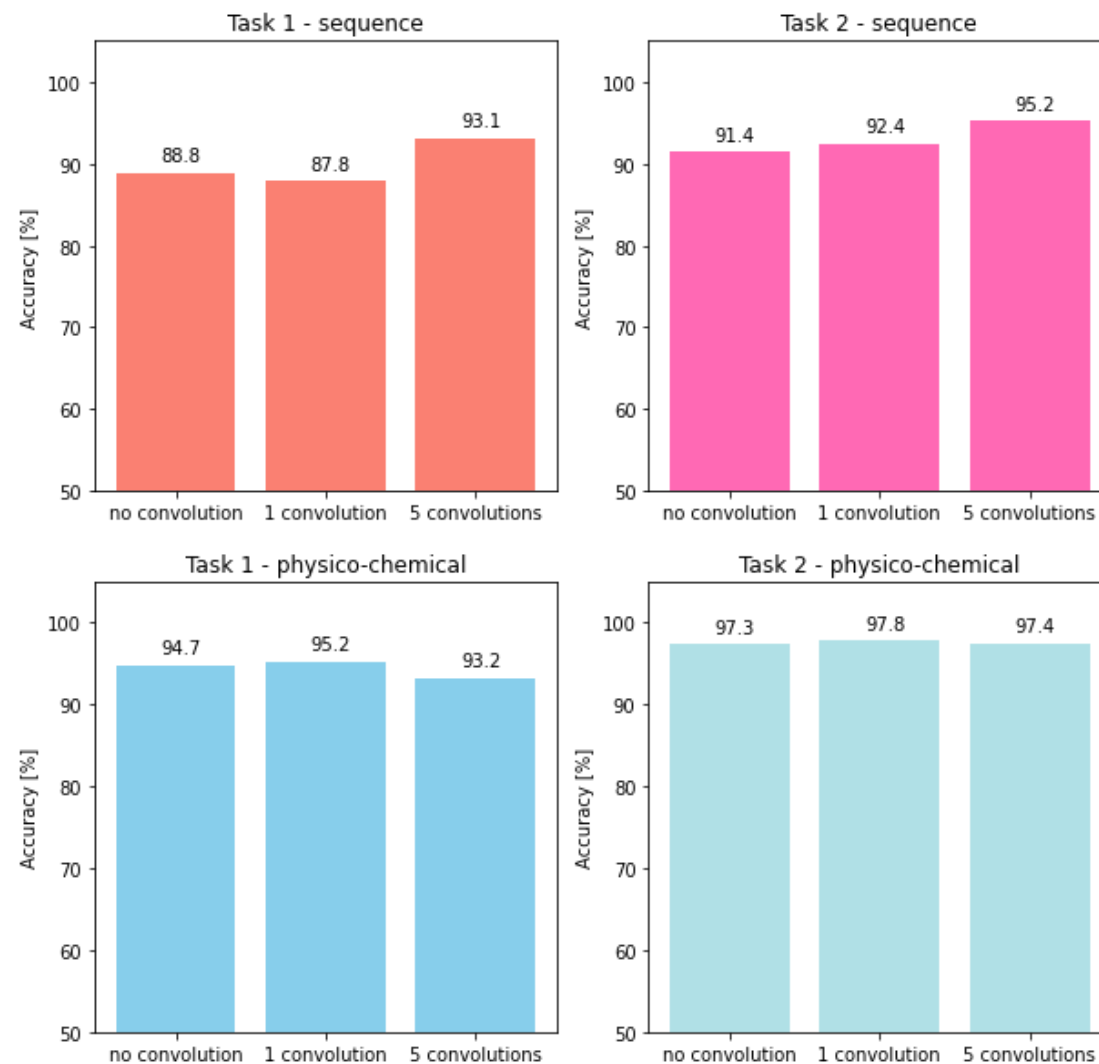 Task 1 - sequence
Accuracy [%]
100
90
80
70
60
50
88.8
87.8
93.1
no convolution
1 convolution
5 convolutions
Task 2 - sequence
Accuracy [%]
100
90
80
70
60
50
91.4
92.4
95.2
no convolution
1 convolution
5 convolutions
Task 1 - physico-chemical
Accuracy [%]
100
90
80
70
60
50
94.7
95.2
93.2
no convolution
1 convolution
5 convolutions
Task 2 - physico-chemical
Accuracy [%]
100
90
80
70
60
50
97.3
97.8
97.4
no convolution
1 convolution
5 convolutions